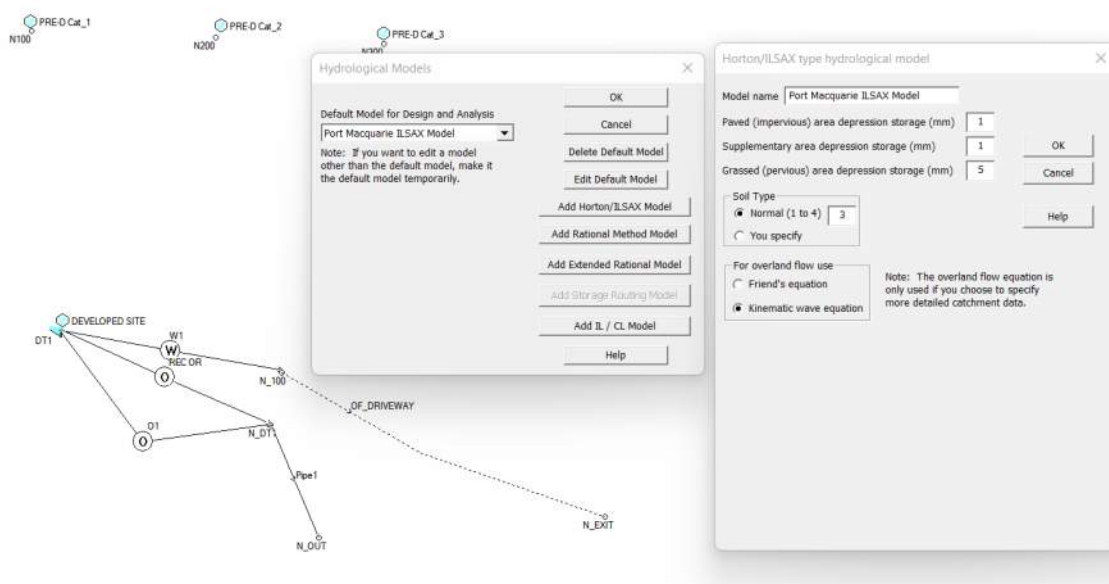 PRE-D Cat_1
N100
PRE-D Cat_2
N200
PRE-D Cat_3
N300
Hydrological Models
OK
Default Model for Design and Analysis
Port Macquarie ILSAX Model
Cancel
Note: If you want to edit a model
other than the default model, make it
the default model temporarily.
Delete Default Model
Edit Default Model
Add Horton/ILSAX Model
Add Rational Method Model
Add Extended Rational Model
Add Storage Routing Model
Add IL / CL Model
Help
Horton/ILSAX type hydrological model
Model name Port Macquarie ILSAX Model
Paved (impervious) area depression storage (mm) 1
Supplementary area depression storage (mm) 1
Grassed (pervious) area depression storage (mm) 5
OK
Cancel
Help
Soil Type
Normal (1 to 4) 3
You specify
For overland flow use
Friend's equation
Kinematic wave equation
Note: The overland flow equation is
only used if you choose to specify
more detailed catchment data.
DEVELOPED SITE
DT1
W1
W
REC OR
O
N_100
OF_DRIVEWAY
O1
O
N_DT1
Pipe1
N_OUT
N_EXIT